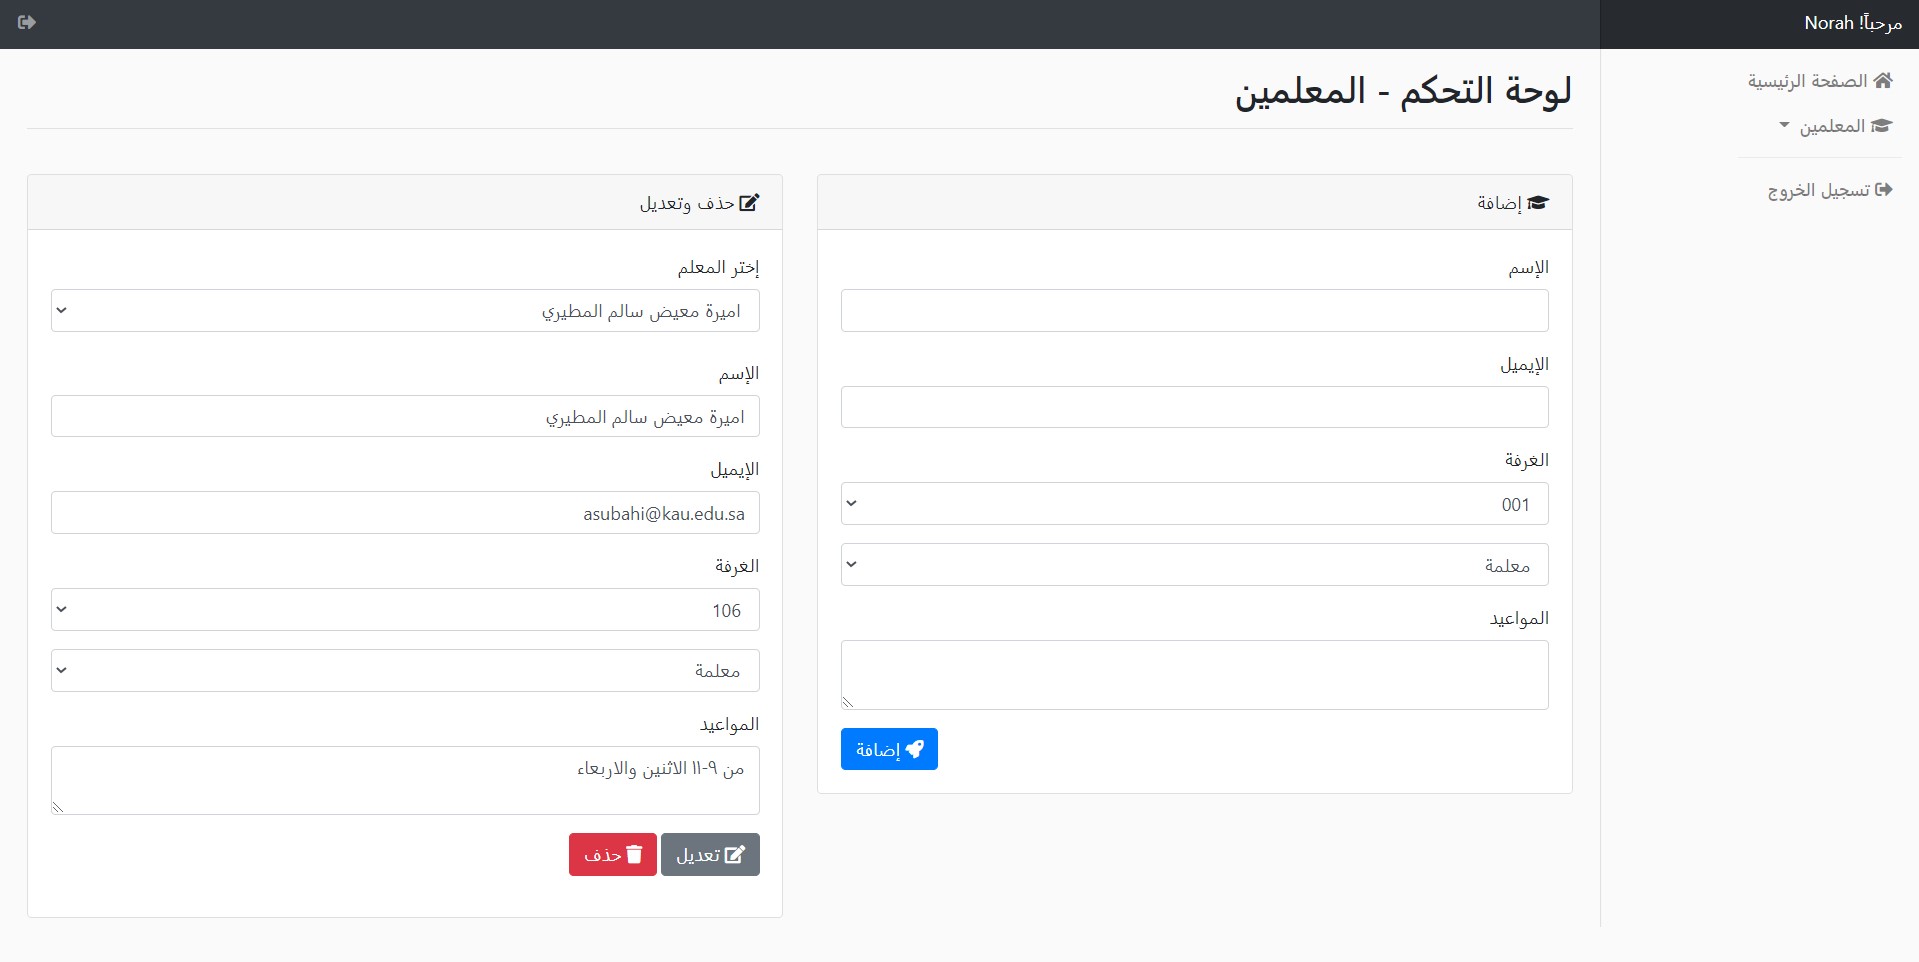 مرحباً! Norah
الصفحة الرئيسية
المعلمين
تسجيل الخروج
لوحة التحكم - المعلمين
إضافة
الإسم
الإيميل
الغرفة
001
معلمة
المواعيد
إضافة
حذف وتعديل
إختر المعلم
اميرة معيض سالم المطيري
الإسم
اميرة معيض سالم المطيري
الإيميل
asubahi@kau.edu.sa
الغرفة
106
معلمة
المواعيد
من ٩-١١ الاثنين والاربعاء
تعديل
حذف